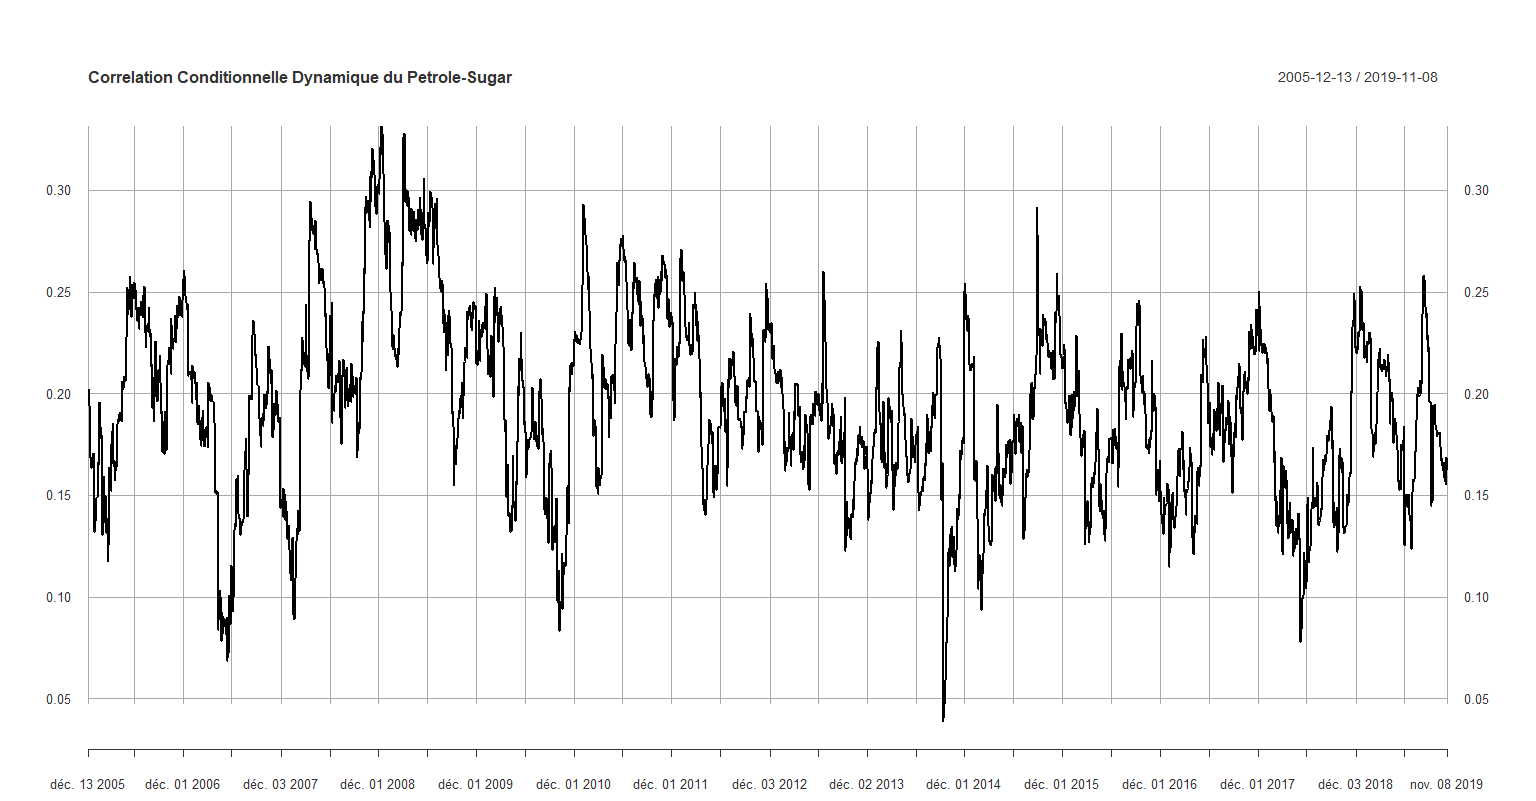 Correlation Conditionnelle Dynamique du Petrole-Sugar
2005-12-13 / 2019-11-08
0.30 0.30
0.25 0.25
0.20 0.20
0.15 0.15
0.10 0.10
0.05 0.05
déc. 13 2005 déc. 01 2006 déc. 03 2007 déc. 01 2008 déc. 01 2009 déc. 01 2010 déc. 01 2011 déc. 03 2012 déc. 02 2013 déc. 01 2014 déc. 01 2015 déc. 01 2016 déc. 01 2017 déc. 03 2018 nov. 08 2019